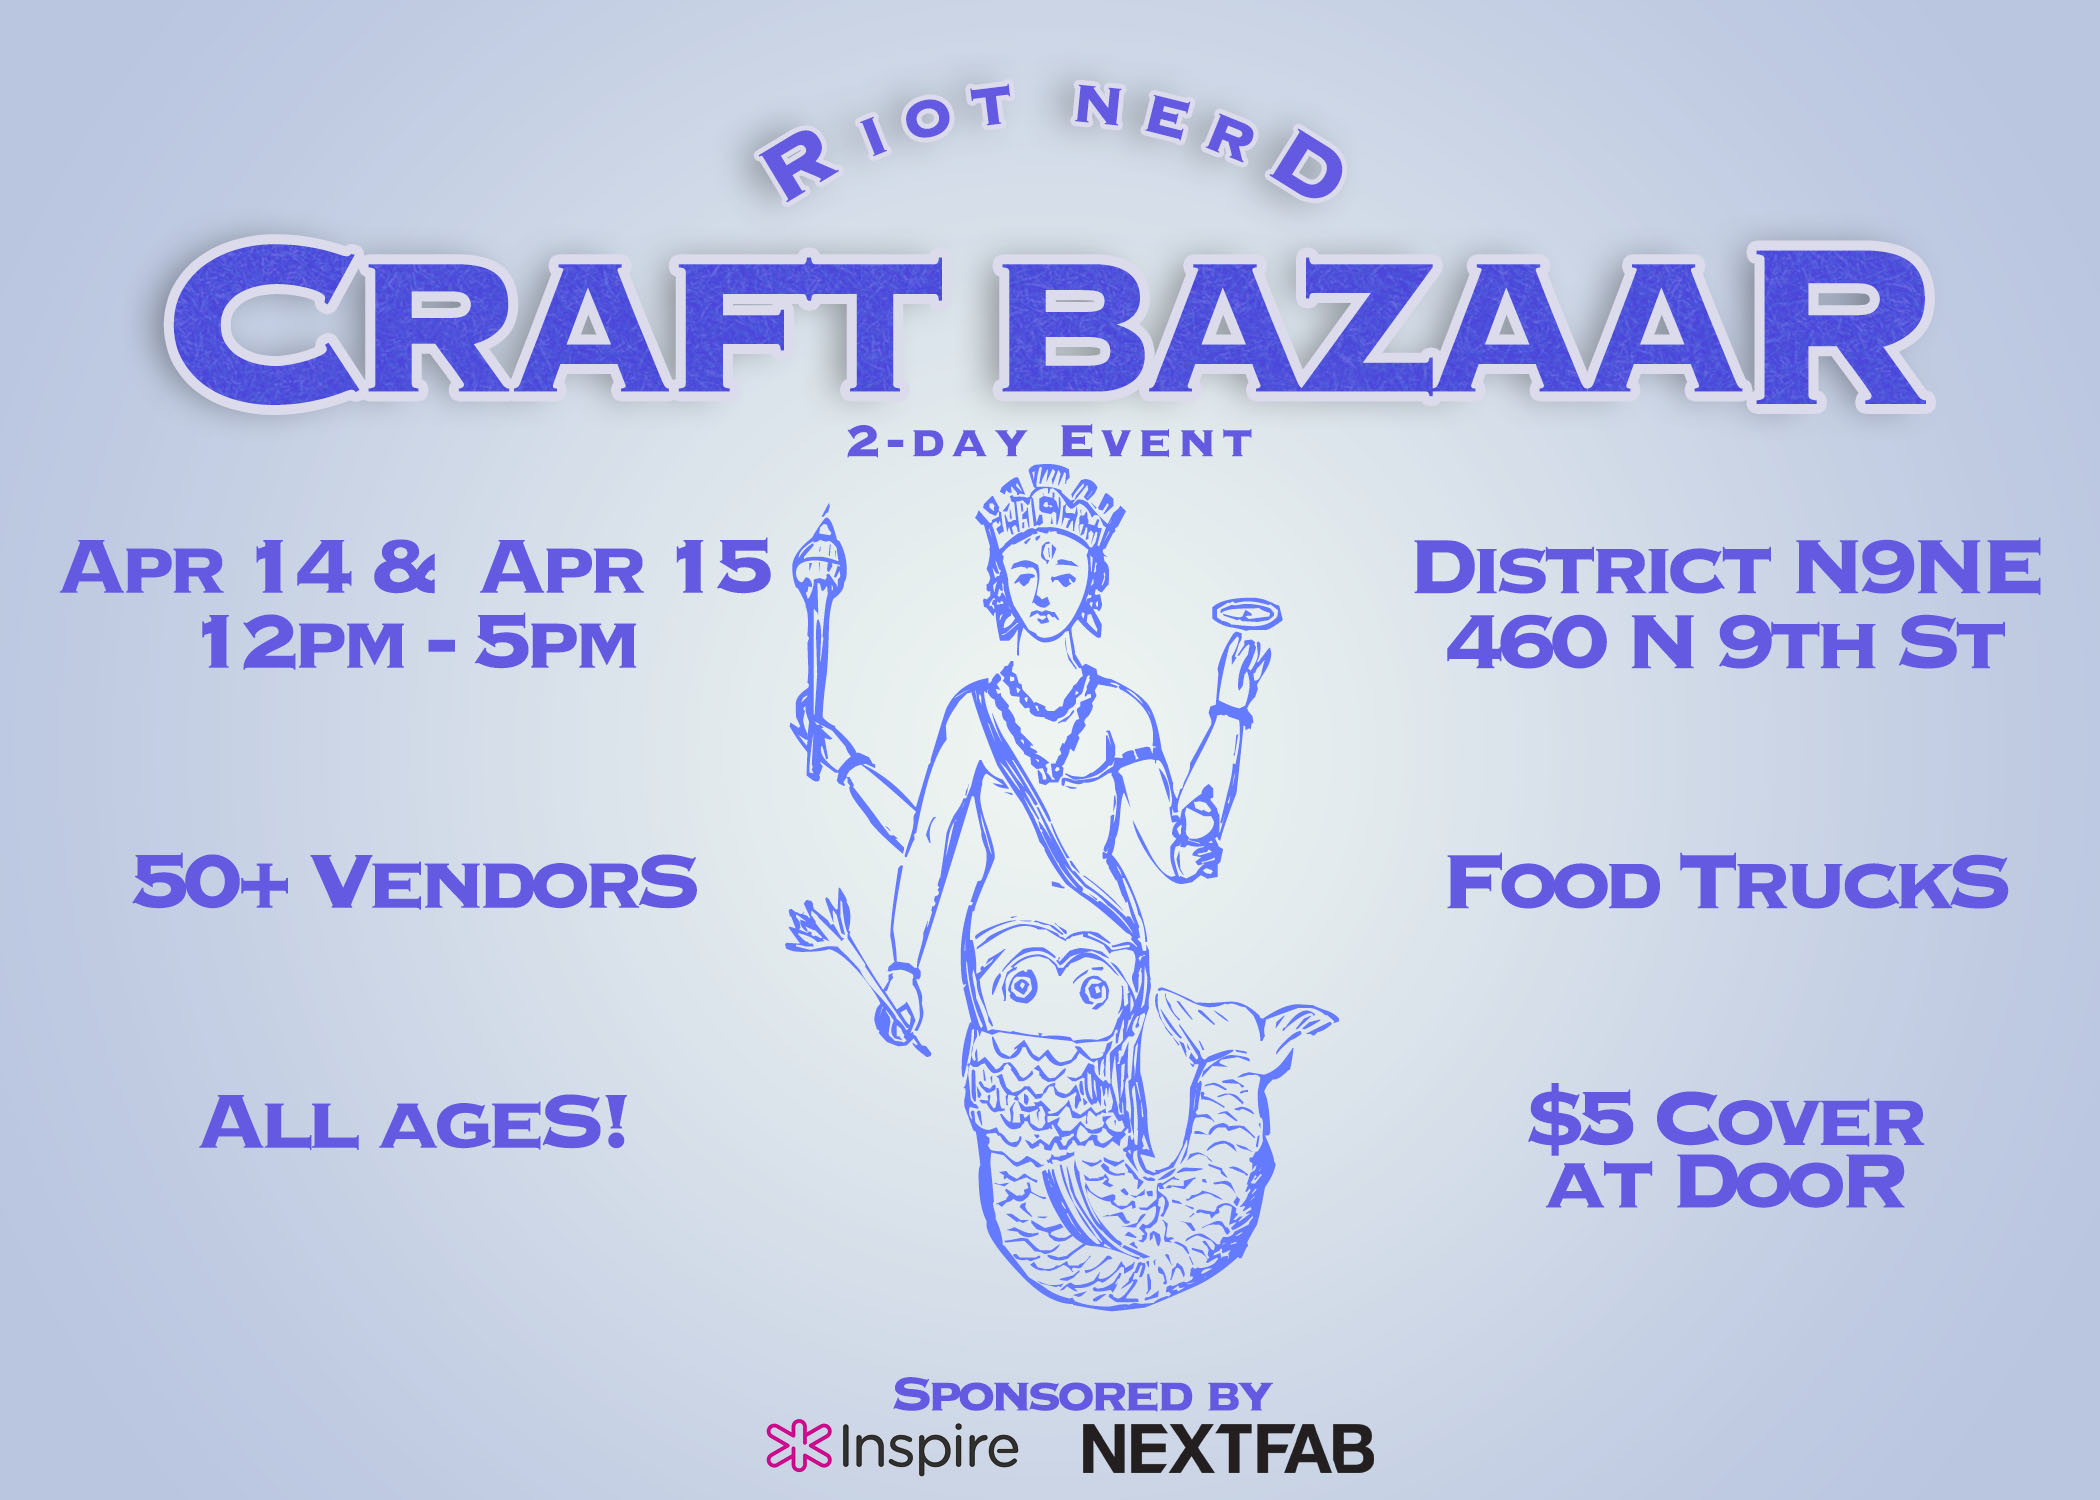 Riot Nerd
Craft Bazaar
2-day Event
Apr 14 & Apr 15
12pm - 5pm
District N9NE
460 N 9th St
50+ Vendors
Food Trucks
All ages!
$5 Cover
at Door
Sponsored by
Inspire NEXTFAB